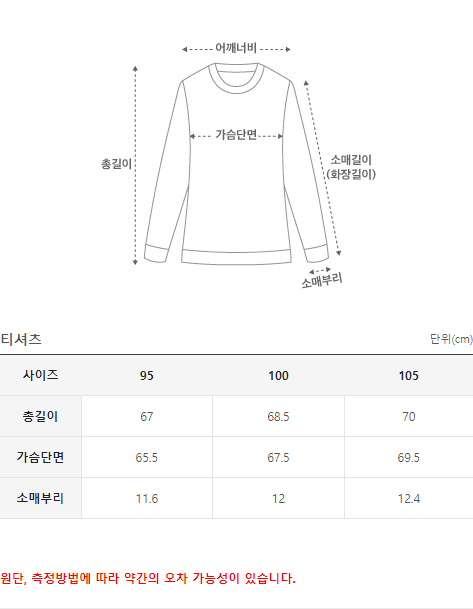 어깨너비
가슴단면
총길이
소매길이
(화장길이)
소매부리
티셔츠 단위(cm)
사이즈 95 100 105
총길이 67 68.5 70
가슴단면 65.5 67.5 69.5
소매부리 11.6 12 12.4
원단, 측정방법에 따라 약간의 오차 가능성이 있습니다.